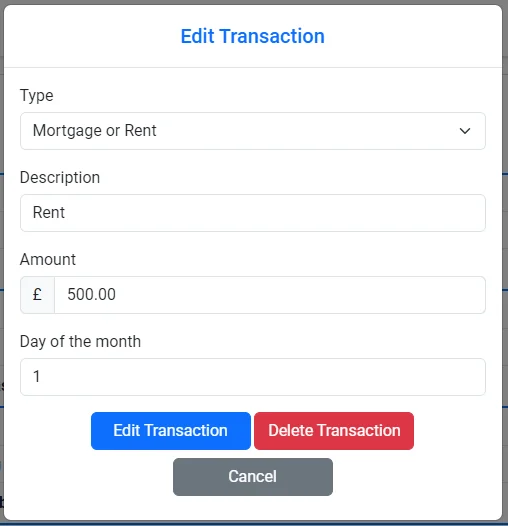 Edit Transaction
Type
Mortgage or Rent
Description
Rent
Amount
£ 500.00
Day of the month
1
Edit Transaction Delete Transaction
Cancel